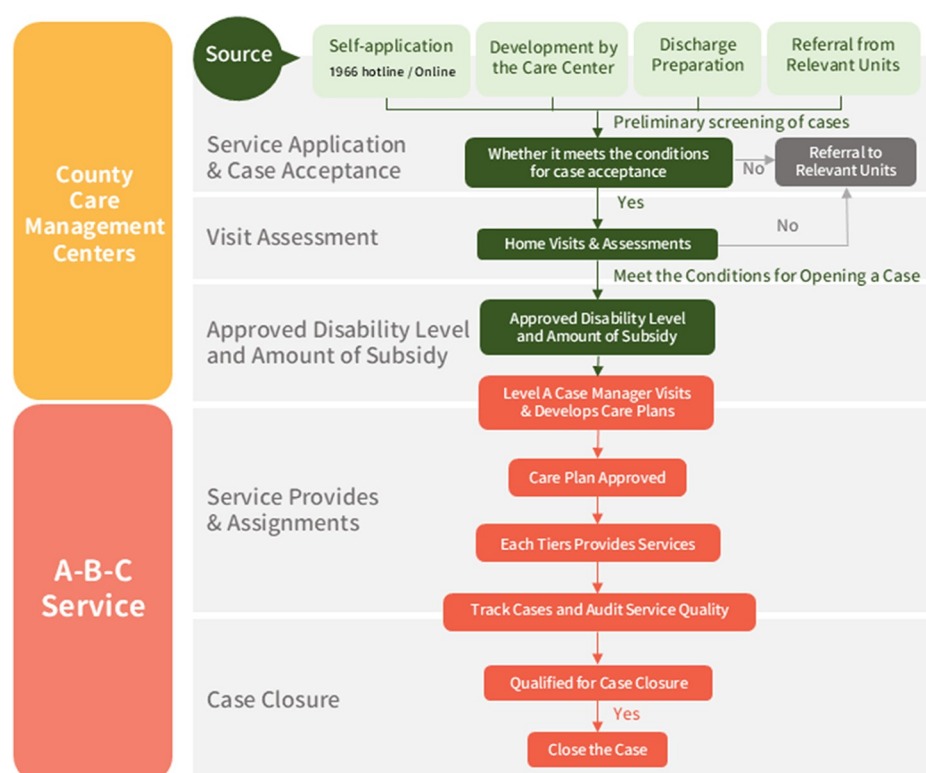 Source
Self-application
1966 hotline / Online
Development by
the Care Center
Discharge
Preparation
Referral from
Relevant Units
Preliminary screening of cases
County
Care
Management
Centers
Service Application
& Case Acceptance
Whether it meets the conditions
for case acceptance
No
Referral to
Relevant Units
Yes
Visit Assessment
Home Visits & Assessments
No
Meet the Conditions for Opening a Case
Approved Disability Level
and Amount of Subsidy
Approved Disability Level
and Amount of Subsidy
Level A Case Manager Visits
& Develops Care Plans
A-B-C
Service
Service Provides
& Assignments
Care Plan Approved
Each Tiers Provides Services
Track Cases and Audit Service Quality
Case Closure
Qualified for Case Closure
Yes
Close the Case